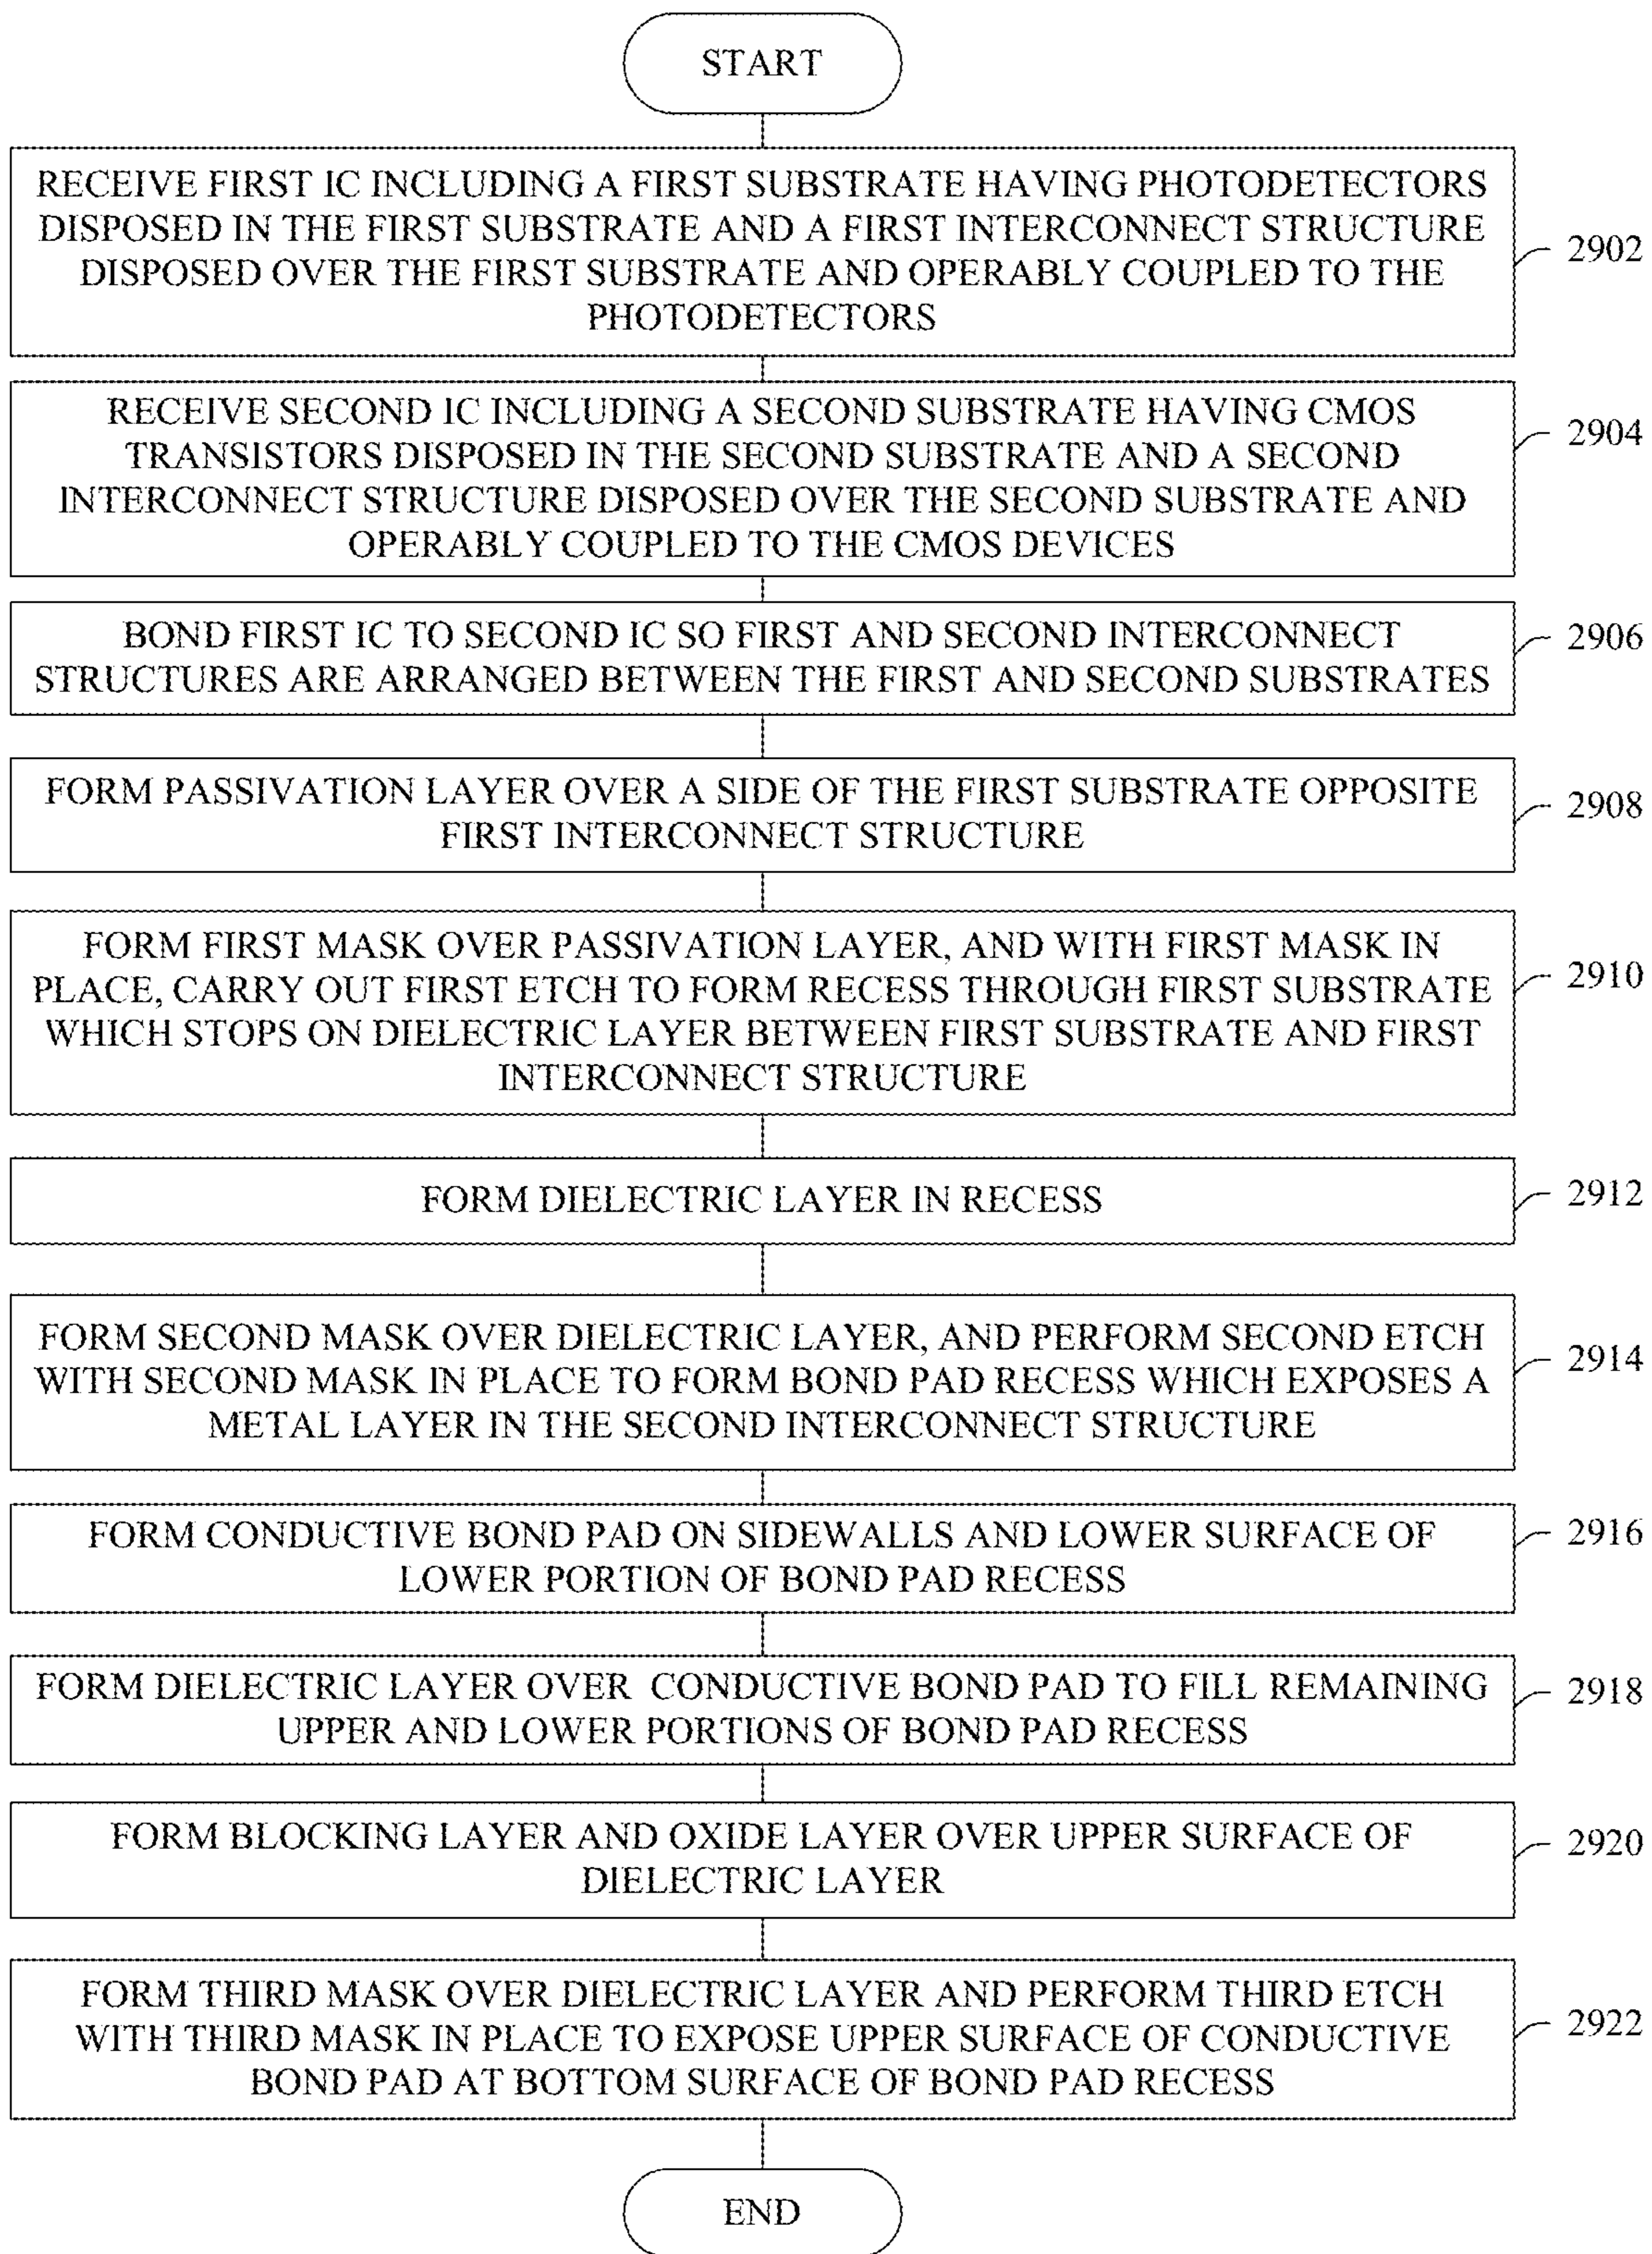 START
RECEIVE FIRST IC INCLUDING A FIRST SUBSTRATE HAVING PHOTODETECTORS
DISPOSED IN THE FIRST SUBSTRATE AND A FIRST INTERCONNECT STRUCTURE
DISPOSED OVER THE FIRST SUBSTRATE AND OPERABLY COUPLED TO THE
PHOTODETECTORS
2902
RECEIVE SECOND IC INCLUDING A SECOND SUBSTRATE HAVING CMOS
TRANSISTORS DISPOSED IN THE SECOND SUBSTRATE AND A SECOND
INTERCONNECT STRUCTURE DISPOSED OVER THE SECOND SUBSTRATE AND
OPERABLY COUPLED TO THE CMOS DEVICES
2904
BOND FIRST IC TO SECOND IC SO FIRST AND SECOND INTERCONNECT
STRUCTURES ARE ARRANGED BETWEEN THE FIRST AND SECOND SUBSTRATES
2906
FORM PASSIVATION LAYER OVER A SIDE OF THE FIRST SUBSTRATE OPPOSITE
FIRST INTERCONNECT STRUCTURE
2908
FORM FIRST MASK OVER PASSIVATION LAYER, AND WITH FIRST MASK IN
PLACE, CARRY OUT FIRST ETCH TO FORM RECESS THROUGH FIRST SUBSTRATE
WHICH STOPS ON DIELECTRIC LAYER BETWEEN FIRST SUBSTRATE AND FIRST
INTERCONNECT STRUCTURE
2910
FORM DIELECTRIC LAYER IN RECESS
2912
FORM SECOND MASK OVER DIELECTRIC LAYER, AND PERFORM SECOND ETCH
WITH SECOND MASK IN PLACE TO FORM BOND PAD RECESS WHICH EXPOSES A
METAL LAYER IN THE SECOND INTERCONNECT STRUCTURE
2914
FORM CONDUCTIVE BOND PAD ON SIDEWALLS AND LOWER SURFACE OF
LOWER PORTION OF BOND PAD RECESS
2916
FORM DIELECTRIC LAYER OVER CONDUCTIVE BOND PAD TO FILL REMAINING
UPPER AND LOWER PORTIONS OF BOND PAD RECESS
2918
FORM BLOCKING LAYER AND OXIDE LAYER OVER UPPER SURFACE OF
DIELECTRIC LAYER
2920
FORM THIRD MASK OVER DIELECTRIC LAYER AND PERFORM THIRD ETCH
WITH THIRD MASK IN PLACE TO EXPOSE UPPER SURFACE OF CONDUCTIVE
BOND PAD AT BOTTOM SURFACE OF BOND PAD RECESS
2922
END